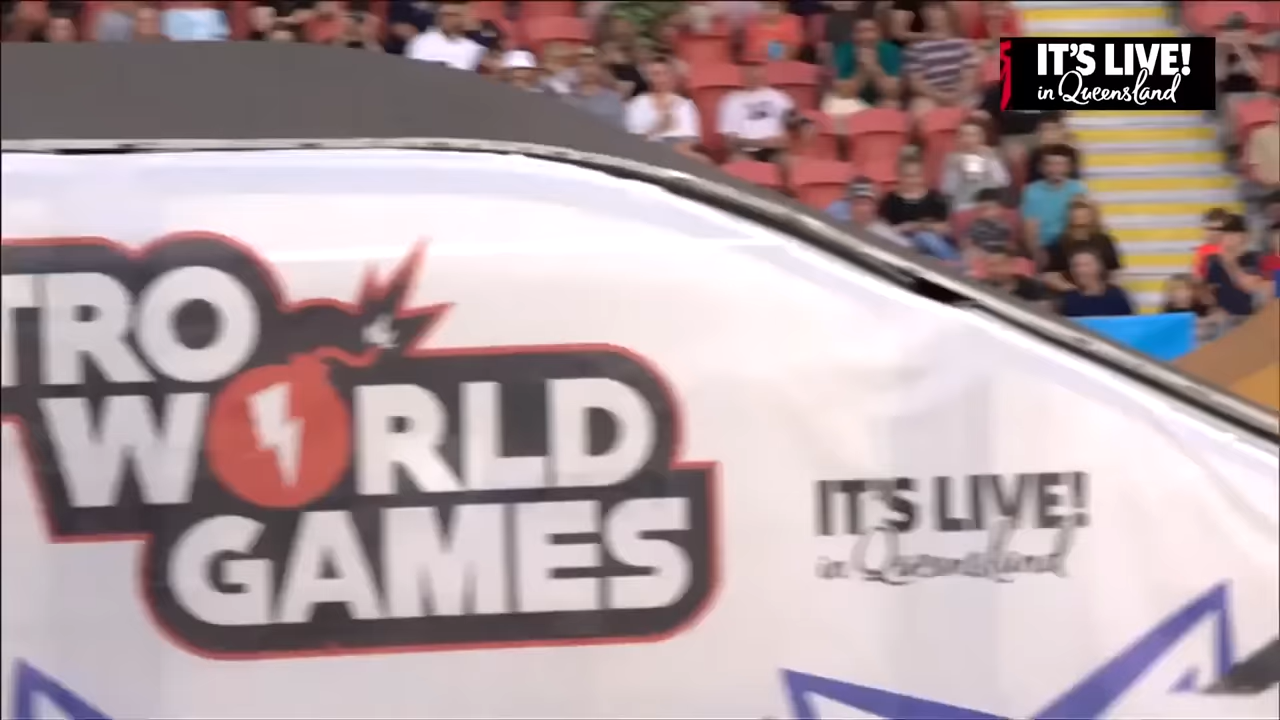 IT'S LIVE!
in Queensland
TRO
WORLD
GAMES
IT'S LIVE!
in Queensland